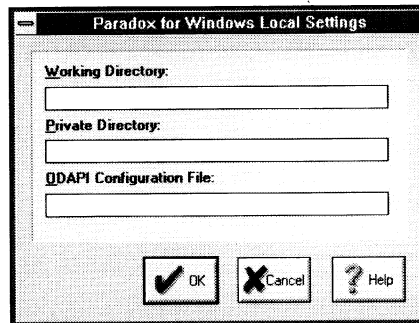 Paradox for Windows Local Settings
Working Directory:
Private Directory:
ODAPI Configuration File:
OK Cancel Help